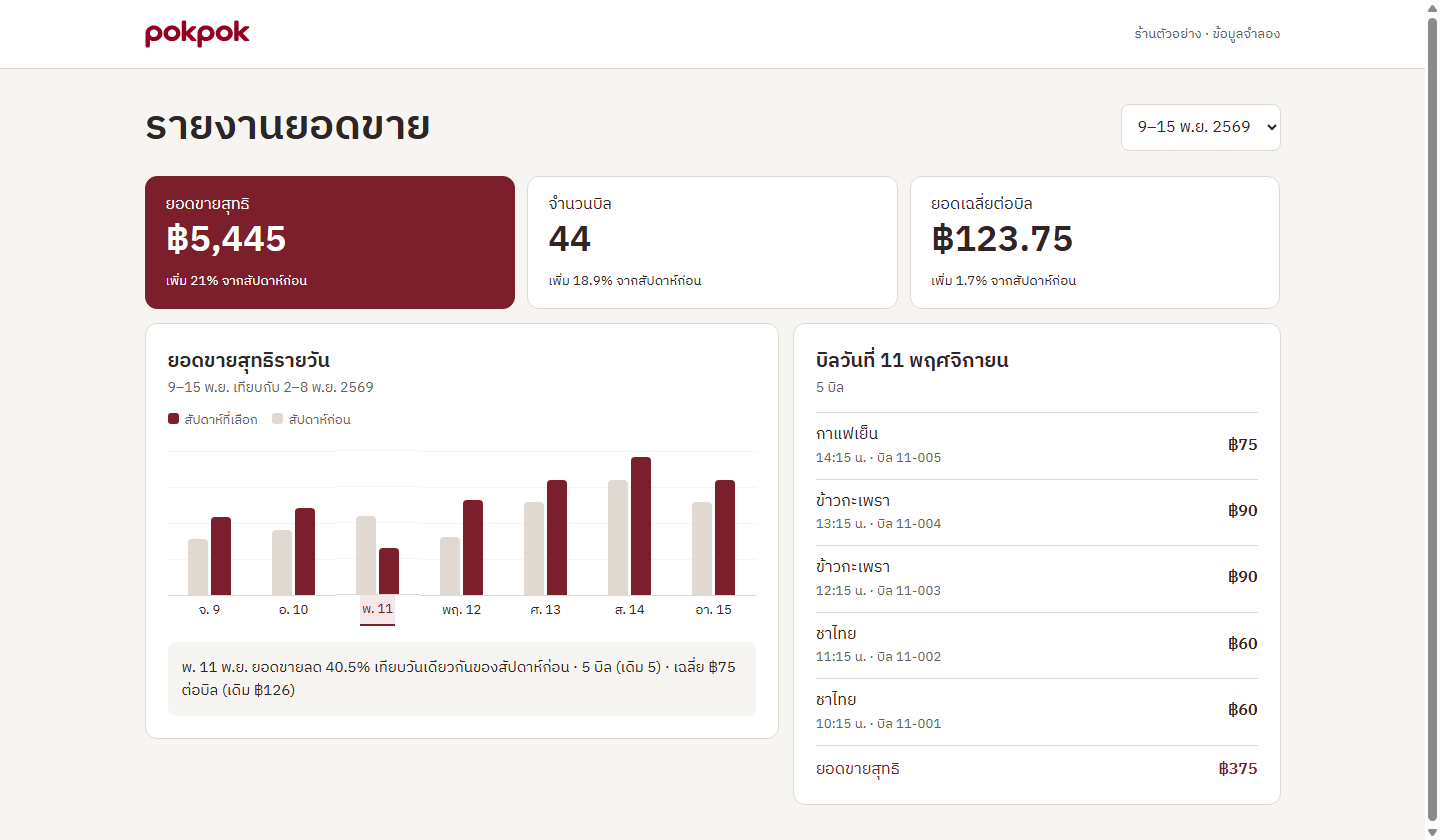 pokpok
ร้านตัวอย่าง · ข้อมูลจำลอง
รายงานยอดขาย
9–15 พ.ย. 2569
ยอดขายสุทธิ
฿5,445
เพิ่ม 21% จากสัปดาห์ก่อน
จำนวนบิล
44
เพิ่ม 18.9% จากสัปดาห์ก่อน
ยอดเฉลี่ยต่อบิล
฿123.75
เพิ่ม 1.7% จากสัปดาห์ก่อน
ยอดขายสุทธิรายวัน
9–15 พ.ย. เทียบกับ 2–8 พ.ย. 2569
สัปดาห์ที่เลือก
สัปดาห์ก่อน
จ. 9
อ. 10
พ. 11
พฤ. 12
ศ. 13
ส. 14
อา. 15
พ. 11 พ.ย. ยอดขายลด 40.5% เทียบวันเดียวกันของสัปดาห์ก่อน · 5 บิล (เดิม 5) · เฉลี่ย ฿75
ต่อบิล (เดิม ฿126)
บิลวันที่ 11 พฤศจิกายน
5 บิล
กาแฟเย็น
14:15 น. · บิล 11-005
฿75
ข้าวกะเพรา
13:15 น. · บิล 11-004
฿90
ข้าวกะเพรา
12:15 น. · บิล 11-003
฿90
ชาไทย
11:15 น. · บิล 11-002
฿60
ชาไทย
10:15 น. · บิล 11-001
฿60
ยอดขายสุทธิ
฿375